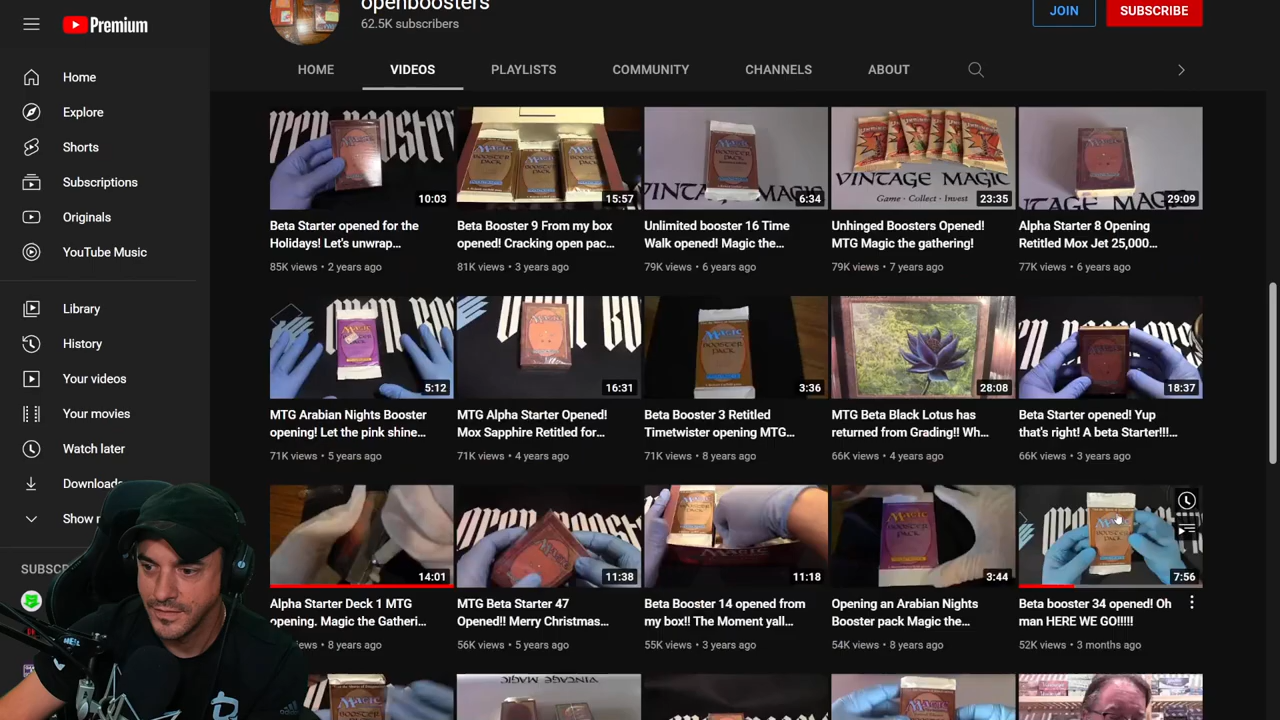 openboosters
62.5K subscribers
JOIN
SUBSCRIBE
Premium
HOME
VIDEOS
PLAYLISTS
COMMUNITY
CHANNELS
ABOUT
Home
Explore
Shorts
Subscriptions
Originals
YouTube Music
Library
History
Your videos
Your movies
Watch later
Downloads
Show
SUBSC
10:03
15:57
6:34
23:35
29:09
Beta Starter opened for the
Holidays! Let's unwrap...
85K views • 2 years ago
Beta Booster 9 From my box
opened! Cracking open pac...
81K views • 3 years ago
Unlimited booster 16 Time
Walk opened! Magic the...
79K views • 6 years ago
Unhinged Boosters Opened!
MTG Magic the gathering!
79K views • 7 years ago
Alpha Starter 8 Opening
Retitled Mox Jet 25,000...
77K views • 6 years ago
VINTAGE MAGIC
Game · Collect · Invest
5:12
16:31
3:36
28:08
18:37
MTG Arabian Nights Booster
opening! Let the pink shine...
71K views • 5 years ago
MTG Alpha Starter Opened!
Mox Sapphire Retitled for...
71K views • 4 years ago
Beta Booster 3 Retitled
Timetwister opening MTG...
71K views • 8 years ago
MTG Beta Black Lotus has
returned from Grading!! Wh...
66K views • 4 years ago
Beta Starter opened! Yup
that's right! A beta Starter!!!...
66K views • 3 years ago
14:01
11:38
11:18
3:44
7:56
Alpha Starter Deck 1 MTG
opening. Magic the Gatheri...
views • 8 years ago
MTG Beta Starter 47
Opened!! Merry Christmas...
56K views • 5 years ago
Beta Booster 14 opened from
my box!! The Moment yall...
55K views • 3 years ago
Opening an Arabian Nights
Booster pack Magic the...
54K views • 8 years ago
Beta booster 34 opened! Oh
man HERE WE GO!!!!!
52K views • 3 months ago